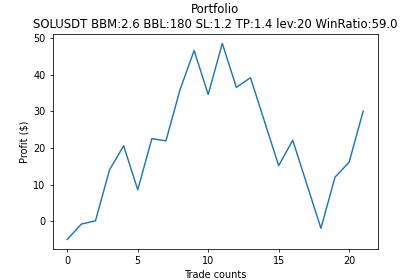 Portfolio
SOLUSDT BBM:2.6 BBL:180 SL:1.2 TP:1.4 lev:20 WinRatio:59.0
50
40
30
20
10
0
Profit ($)
0 5 10 15 20
Trade counts